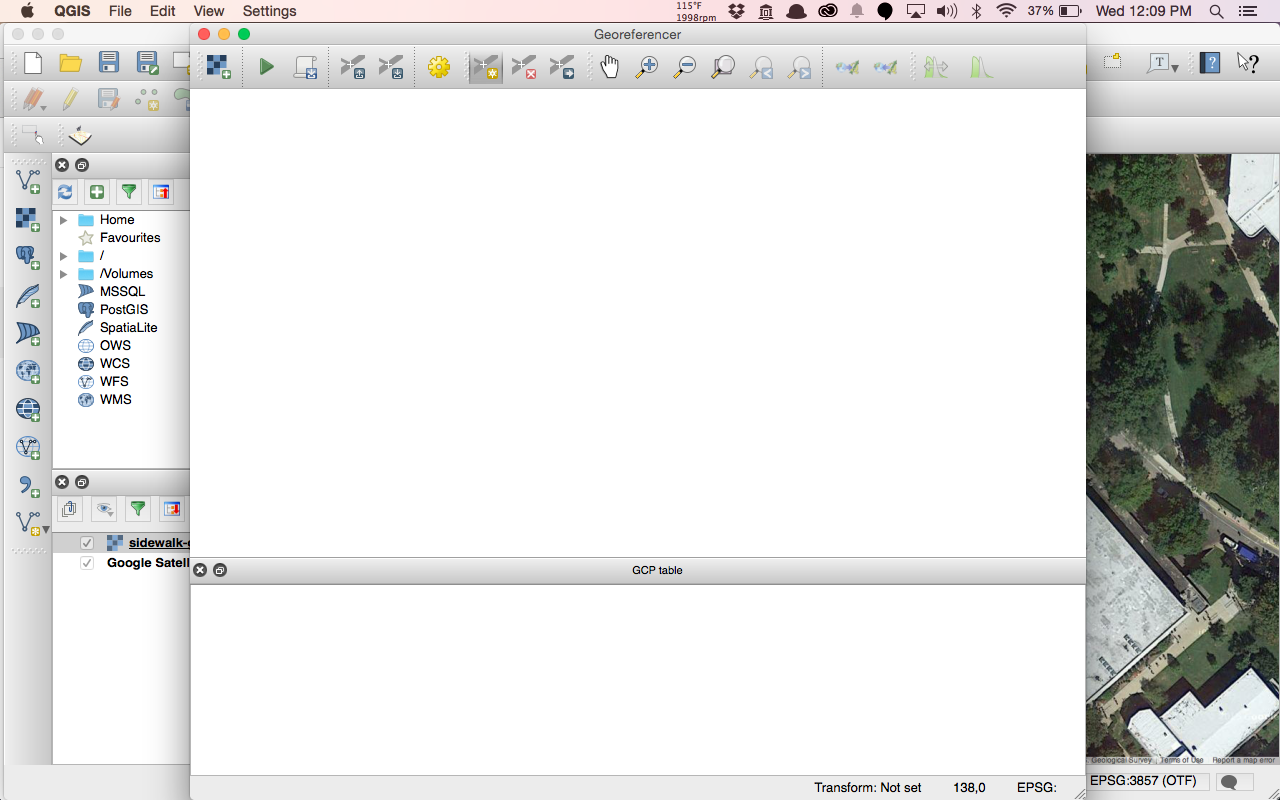 QGIS File Edit View Settings
115°F
1998rpm
37% Wed 12:09 PM
Georeferencer
T
?
?
Home
Favourites
/
/Volumes
MSSQL
PostGIS
SpatiaLite
OWS
WCS
WFS
WMS
sidewalk-
Google Satell
GCP table
Transform: Not set 138,0 EPSG:
Geological Survey Terms of Use Report a map error
EPSG:3857 (OTF)